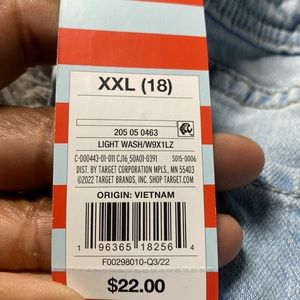 XXL (18)
205 05 0463
LIGHT WASH/W9X1LZ
C-000443-01-011 CJ16_50A01-0391 S015-0006
DIST. BY TARGET CORPORATION MPLS, MN 55403
©2022 TARGET BRANDS, INC. SHOP TARGET.COM
ORIGIN: VIETNAM
1 96365 18256 4
F00298010-Q3/22
$22.00